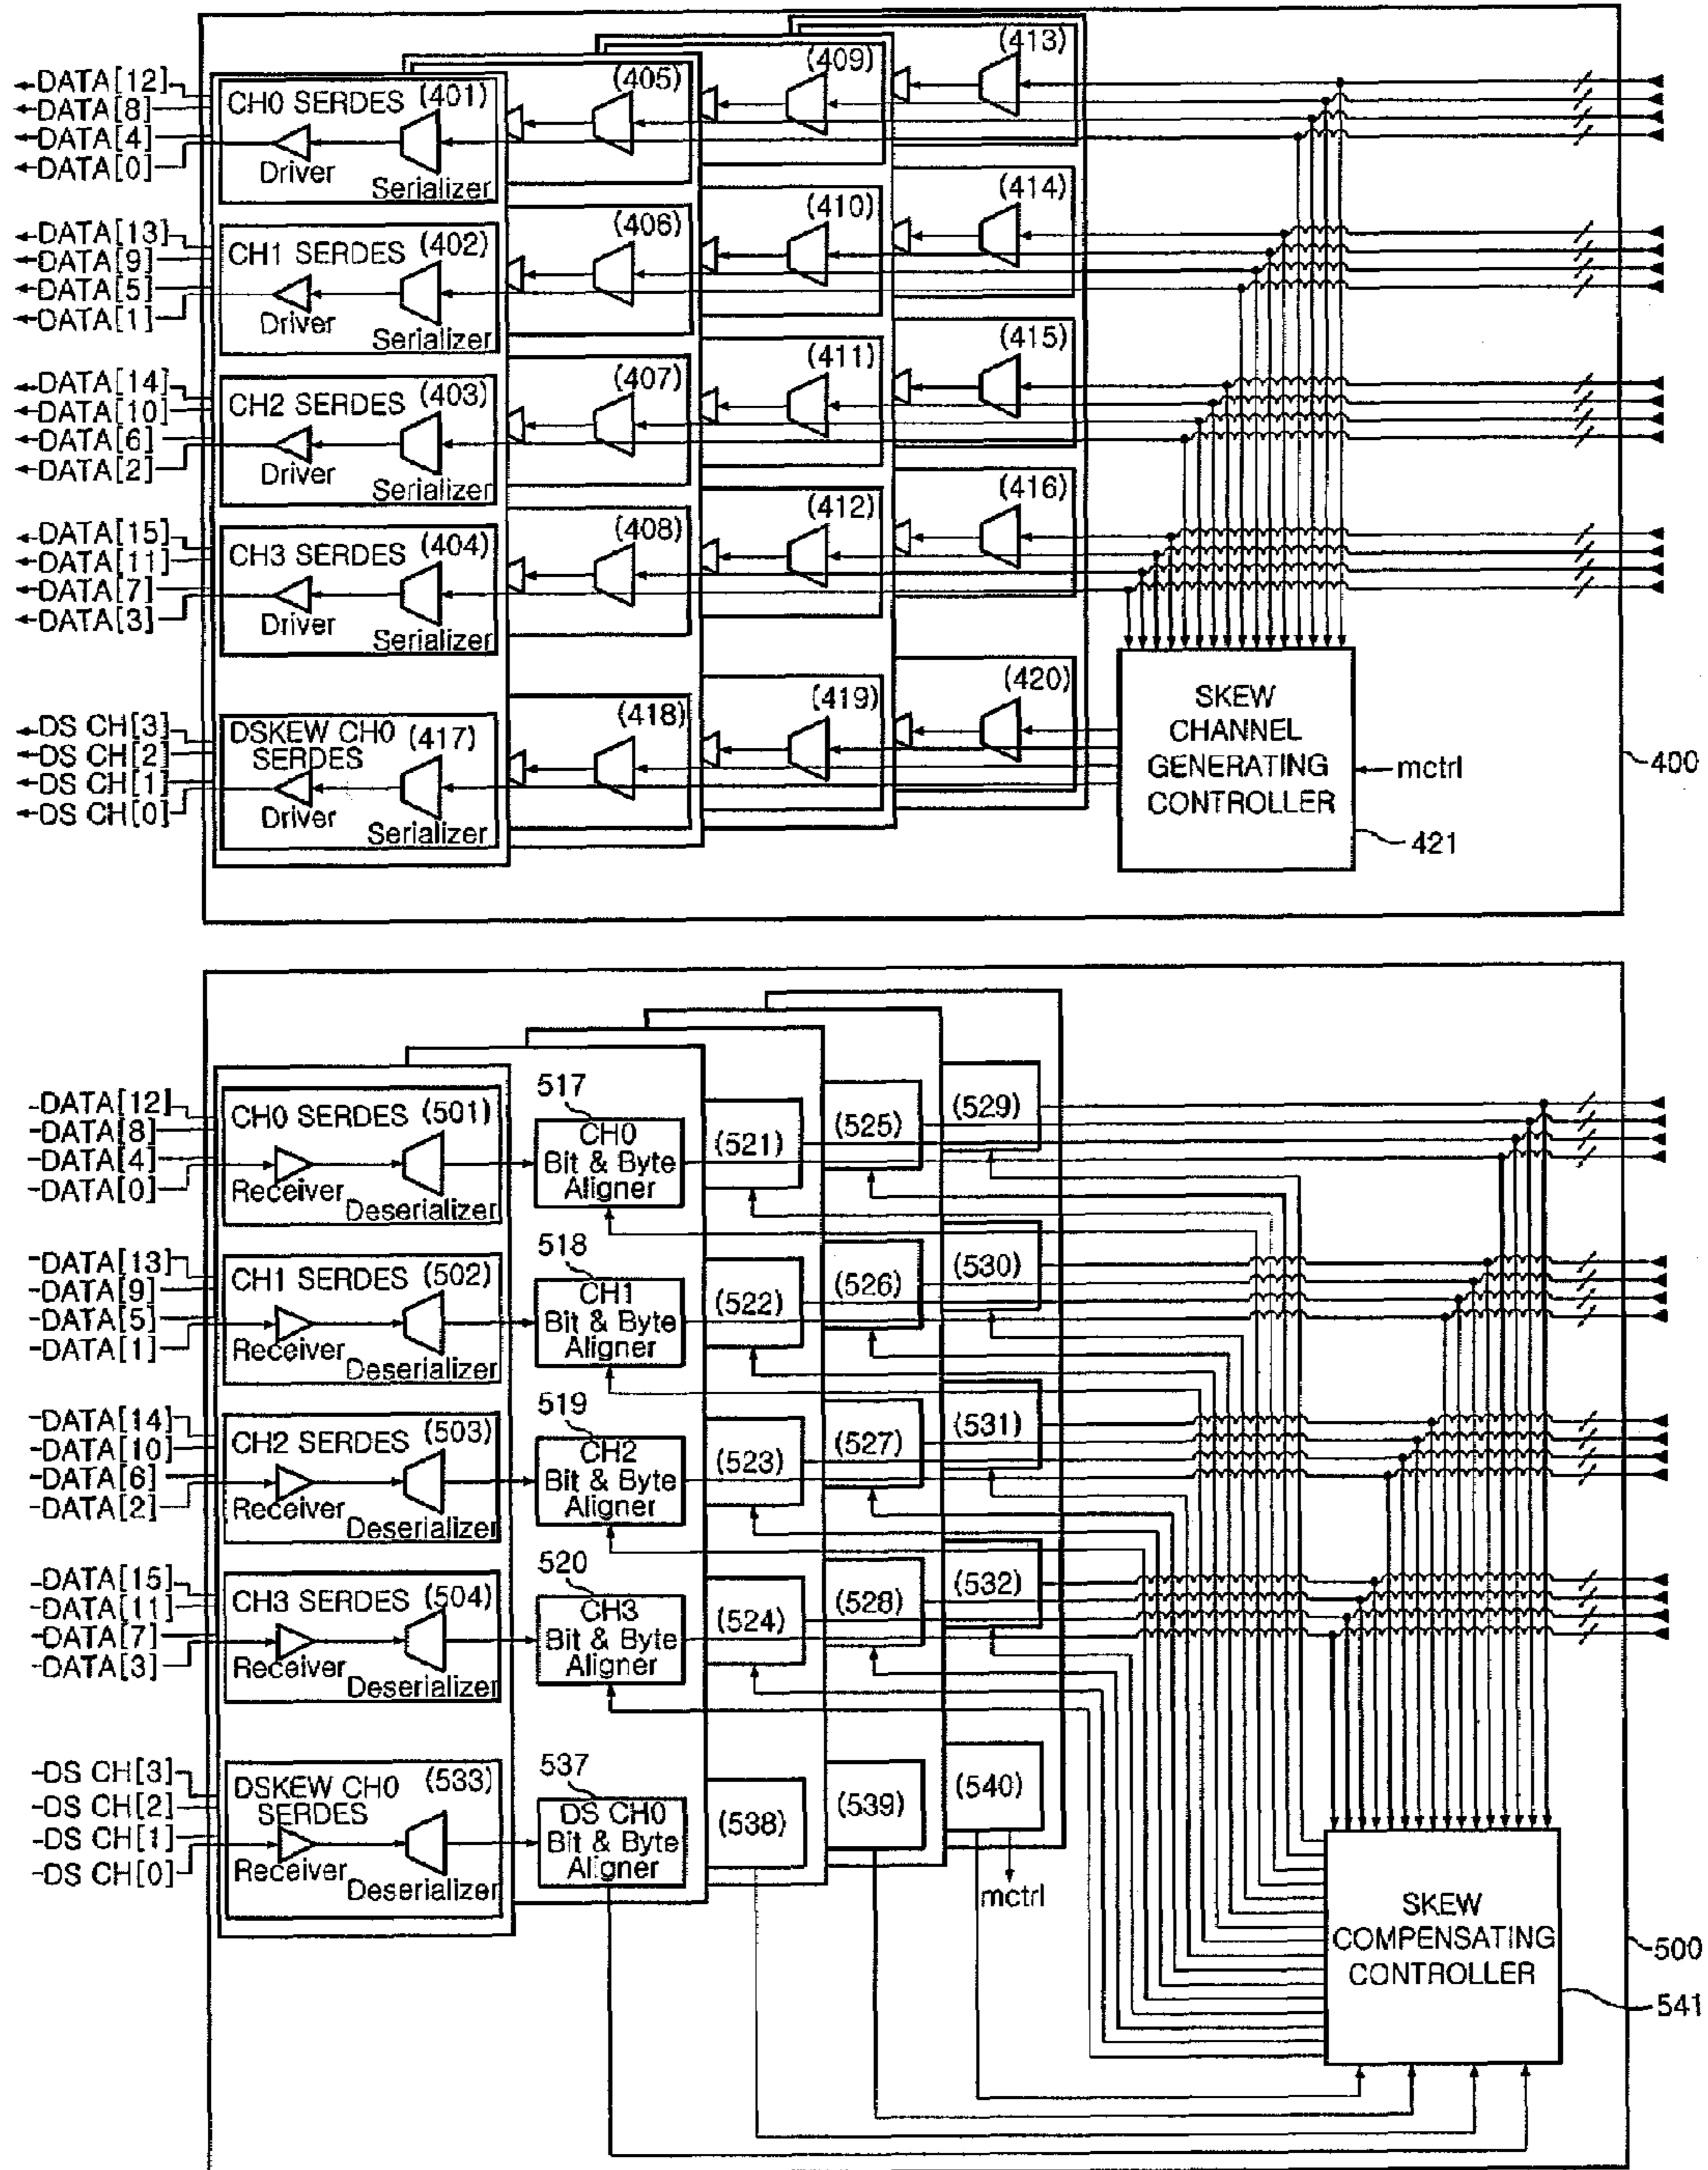 DATA[12]
DATA[8]
DATA[4]
DATA[0]
CH0 SERDES (401)
Driver
Serializer
(405)
(409)
(413)
DATA[13]
DATA[9]
DATA[5]
DATA[1]
CH1 SERDES (402)
Driver
Serializer
(406)
(410)
(414)
DATA[14]
DATA[10]
DATA[6]
DATA[2]
CH2 SERDES (403)
Driver
Serializer
(407)
(411)
(415)
DATA[15]
DATA[11]
DATA[7]
DATA[3]
CH3 SERDES (404)
Driver
Serializer
(408)
(412)
(416)
DS CH[3]
DS CH[2]
DS CH[1]
DS CH[0]
DSKEW CH0
SERDES
(417)
Driver
Serializer
(418)
(419)
(420)
SKEW
CHANNEL
GENERATING
CONTROLLER
mctrl
400
421
-DATA[12]
-DATA[8]
-DATA[4]
-DATA[0]
CH0 SERDES (501)
Receiver
Deserializer
517
CH0
Bit & Byte
Aligner
(521)
(525)
(529)
-DATA[13]
-DATA[9]
-DATA[5]
-DATA[1]
CH1 SERDES (502)
Receiver
Deserializer
518
CH1
Bit & Byte
Aligner
(522)
(526)
(530)
-DATA[14]
-DATA[10]
-DATA[6]
-DATA[2]
CH2 SERDES (503)
Receiver
Deserializer
519
CH2
Bit & Byte
Aligner
(523)
(527)
(531)
-DATA[15]
-DATA[11]
-DATA[7]
-DATA[3]
CH3 SERDES (504)
Receiver
Deserializer
520
CH3
Bit & Byte
Aligner
(524)
(528)
(532)
-DS CH[3]
-DS CH[2]
-DS CH[1]
-DS CH[0]
DSKEW CH0
SERDES
(533)
Receiver
Deserializer
537
DS CH0
Bit & Byte
Aligner
(538)
(539)
(540)
mctrl
SKEW
COMPENSATING
CONTROLLER
500
541